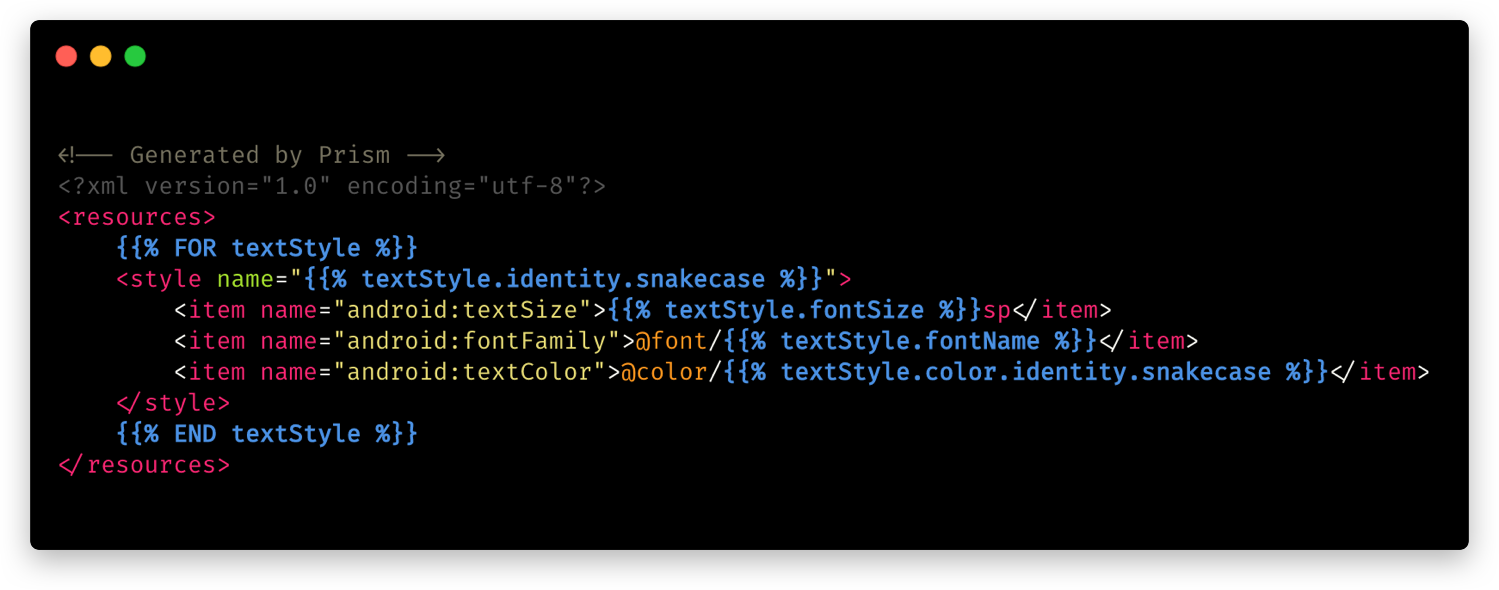 <!-- Generated by Prism -->
<?xml version="1.0" encoding="utf-8"?>
<resources>
    {{% FOR textStyle %}}
    <style name="{{% textStyle.identity.snakecase %}}">
        <item name="android:textSize">{{% textStyle.fontSize %}}sp</item>
        <item name="android:fontFamily">@font/{{% textStyle.fontName %}}</item>
        <item name="android:textColor">@color/{{% textStyle.color.identity.snakecase %}}</item>
    </style>
    {{% END textStyle %}}
</resources>